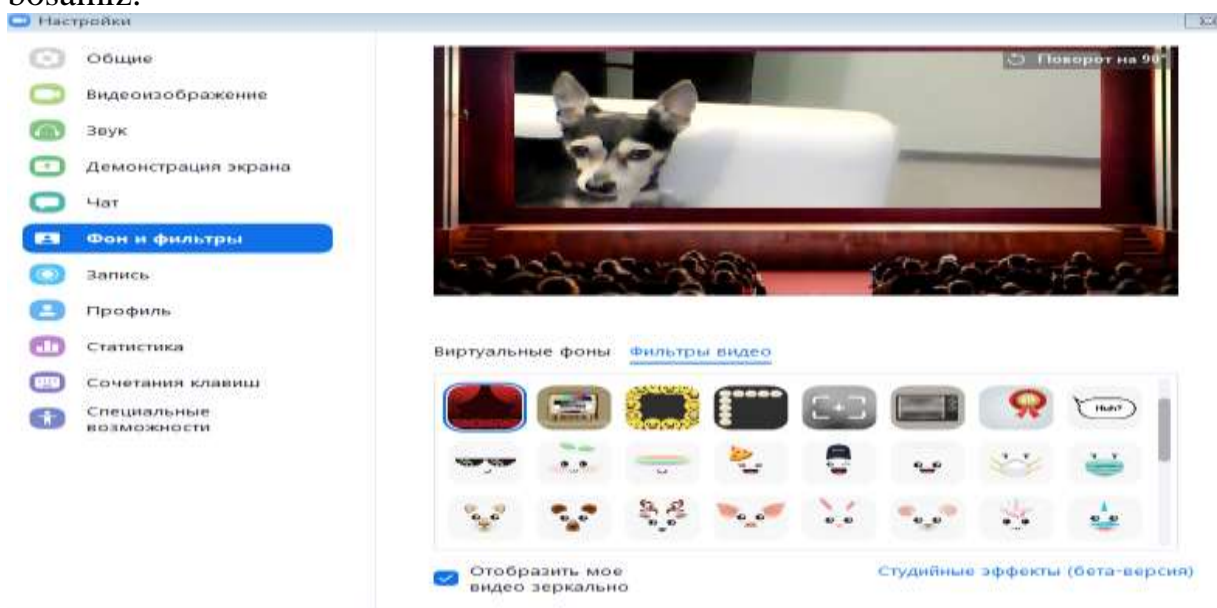 bosamiz.
Настройки
Общие
Видеоизображение
Звук
Демонстрация экрана
Чат
Фон и фильтры
Запись
Профиль
Статистика
Сочетания клавиш
Специальные
возможности
Поворот на 90°
Виртуальные фоны Фильтры видео
Huh?
Отобразить мое
видео зеркально
Студийные эффекты (бета-версия)